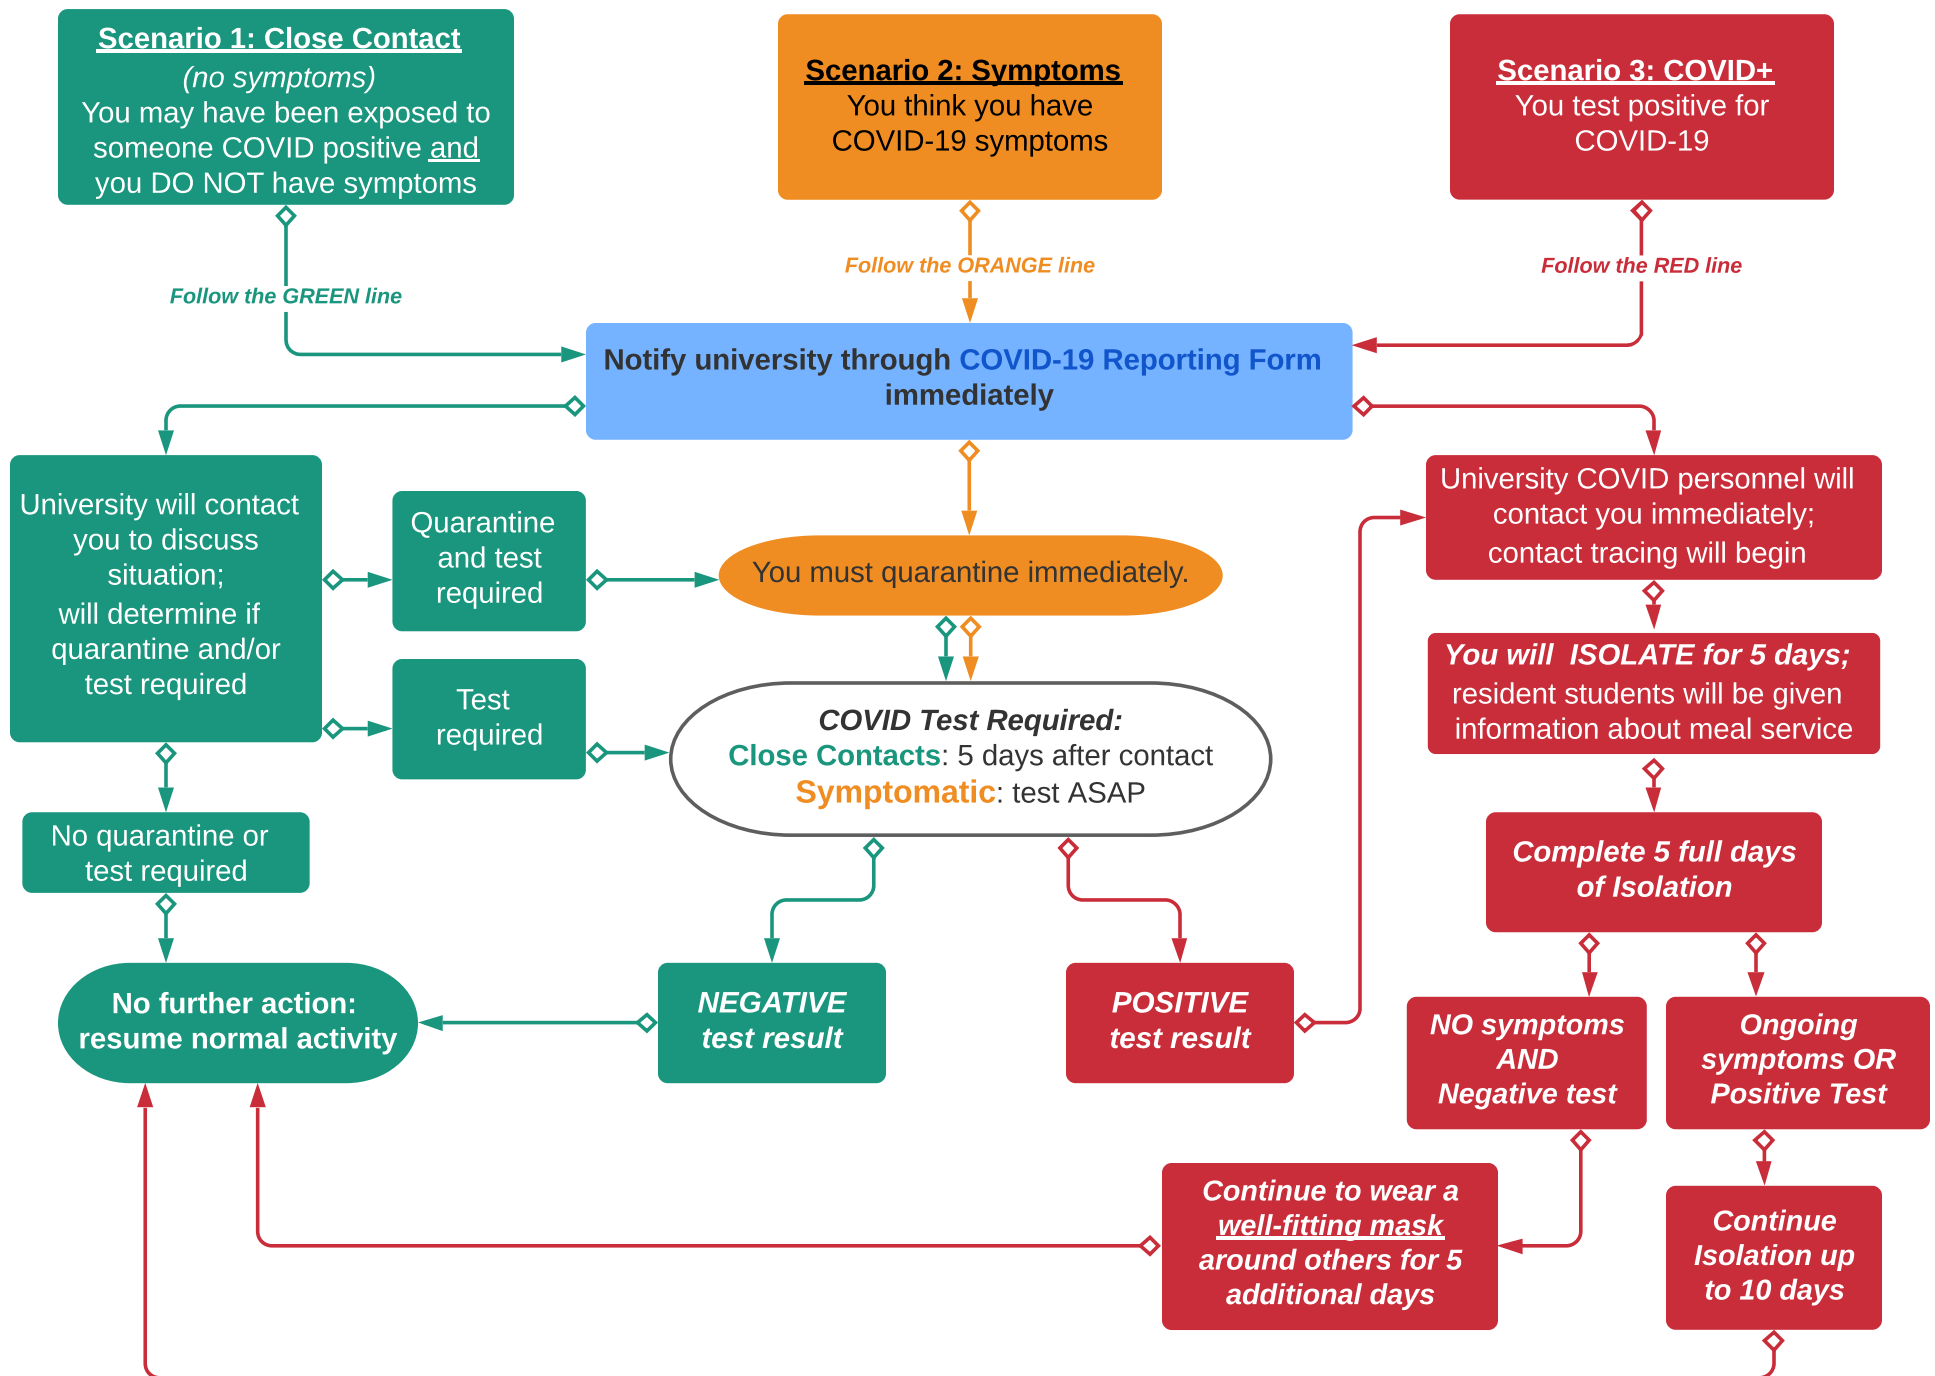 Scenario 1: Close Contact
(no symptoms)
You may have been exposed to
someone COVID positive and
you DO NOT have symptoms
Scenario 2: Symptoms
You think you have
COVID-19 symptoms
Scenario 3: COVID+
You test positive for
COVID-19
Follow the GREEN line
Follow the ORANGE line
Follow the RED line
Notify university through COVID-19 Reporting Form
immediately
University will contact
you to discuss
situation;
will determine if
quarantine and/or
test required
Quarantine
and test
required
Test
required
You must quarantine immediately.
COVID Test Required:
Close Contacts: 5 days after contact
Symptomatic: test ASAP
University COVID personnel will
contact you immediately;
contact tracing will begin
You will  ISOLATE for 5 days;
resident students will be given
information about meal service
Complete 5 full days
of Isolation
No quarantine or
test required
No further action:
resume normal activity
NEGATIVE
test result
POSITIVE
test result
NO symptoms
AND
Negative test
Ongoing
symptoms OR
Positive Test
Continue to wear a
well-fitting mask
around others for 5
additional days
Continue
Isolation up
to 10 days